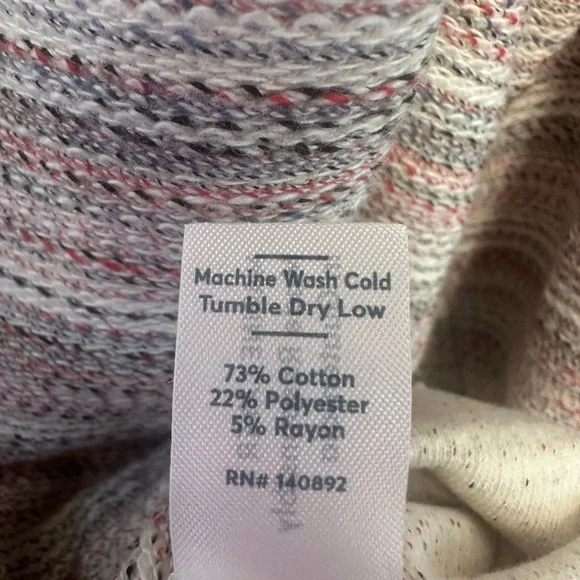 Machine Wash Cold
Tumble Dry Low
73% Cotton
22% Polyester
5% Rayon
RN# 140892